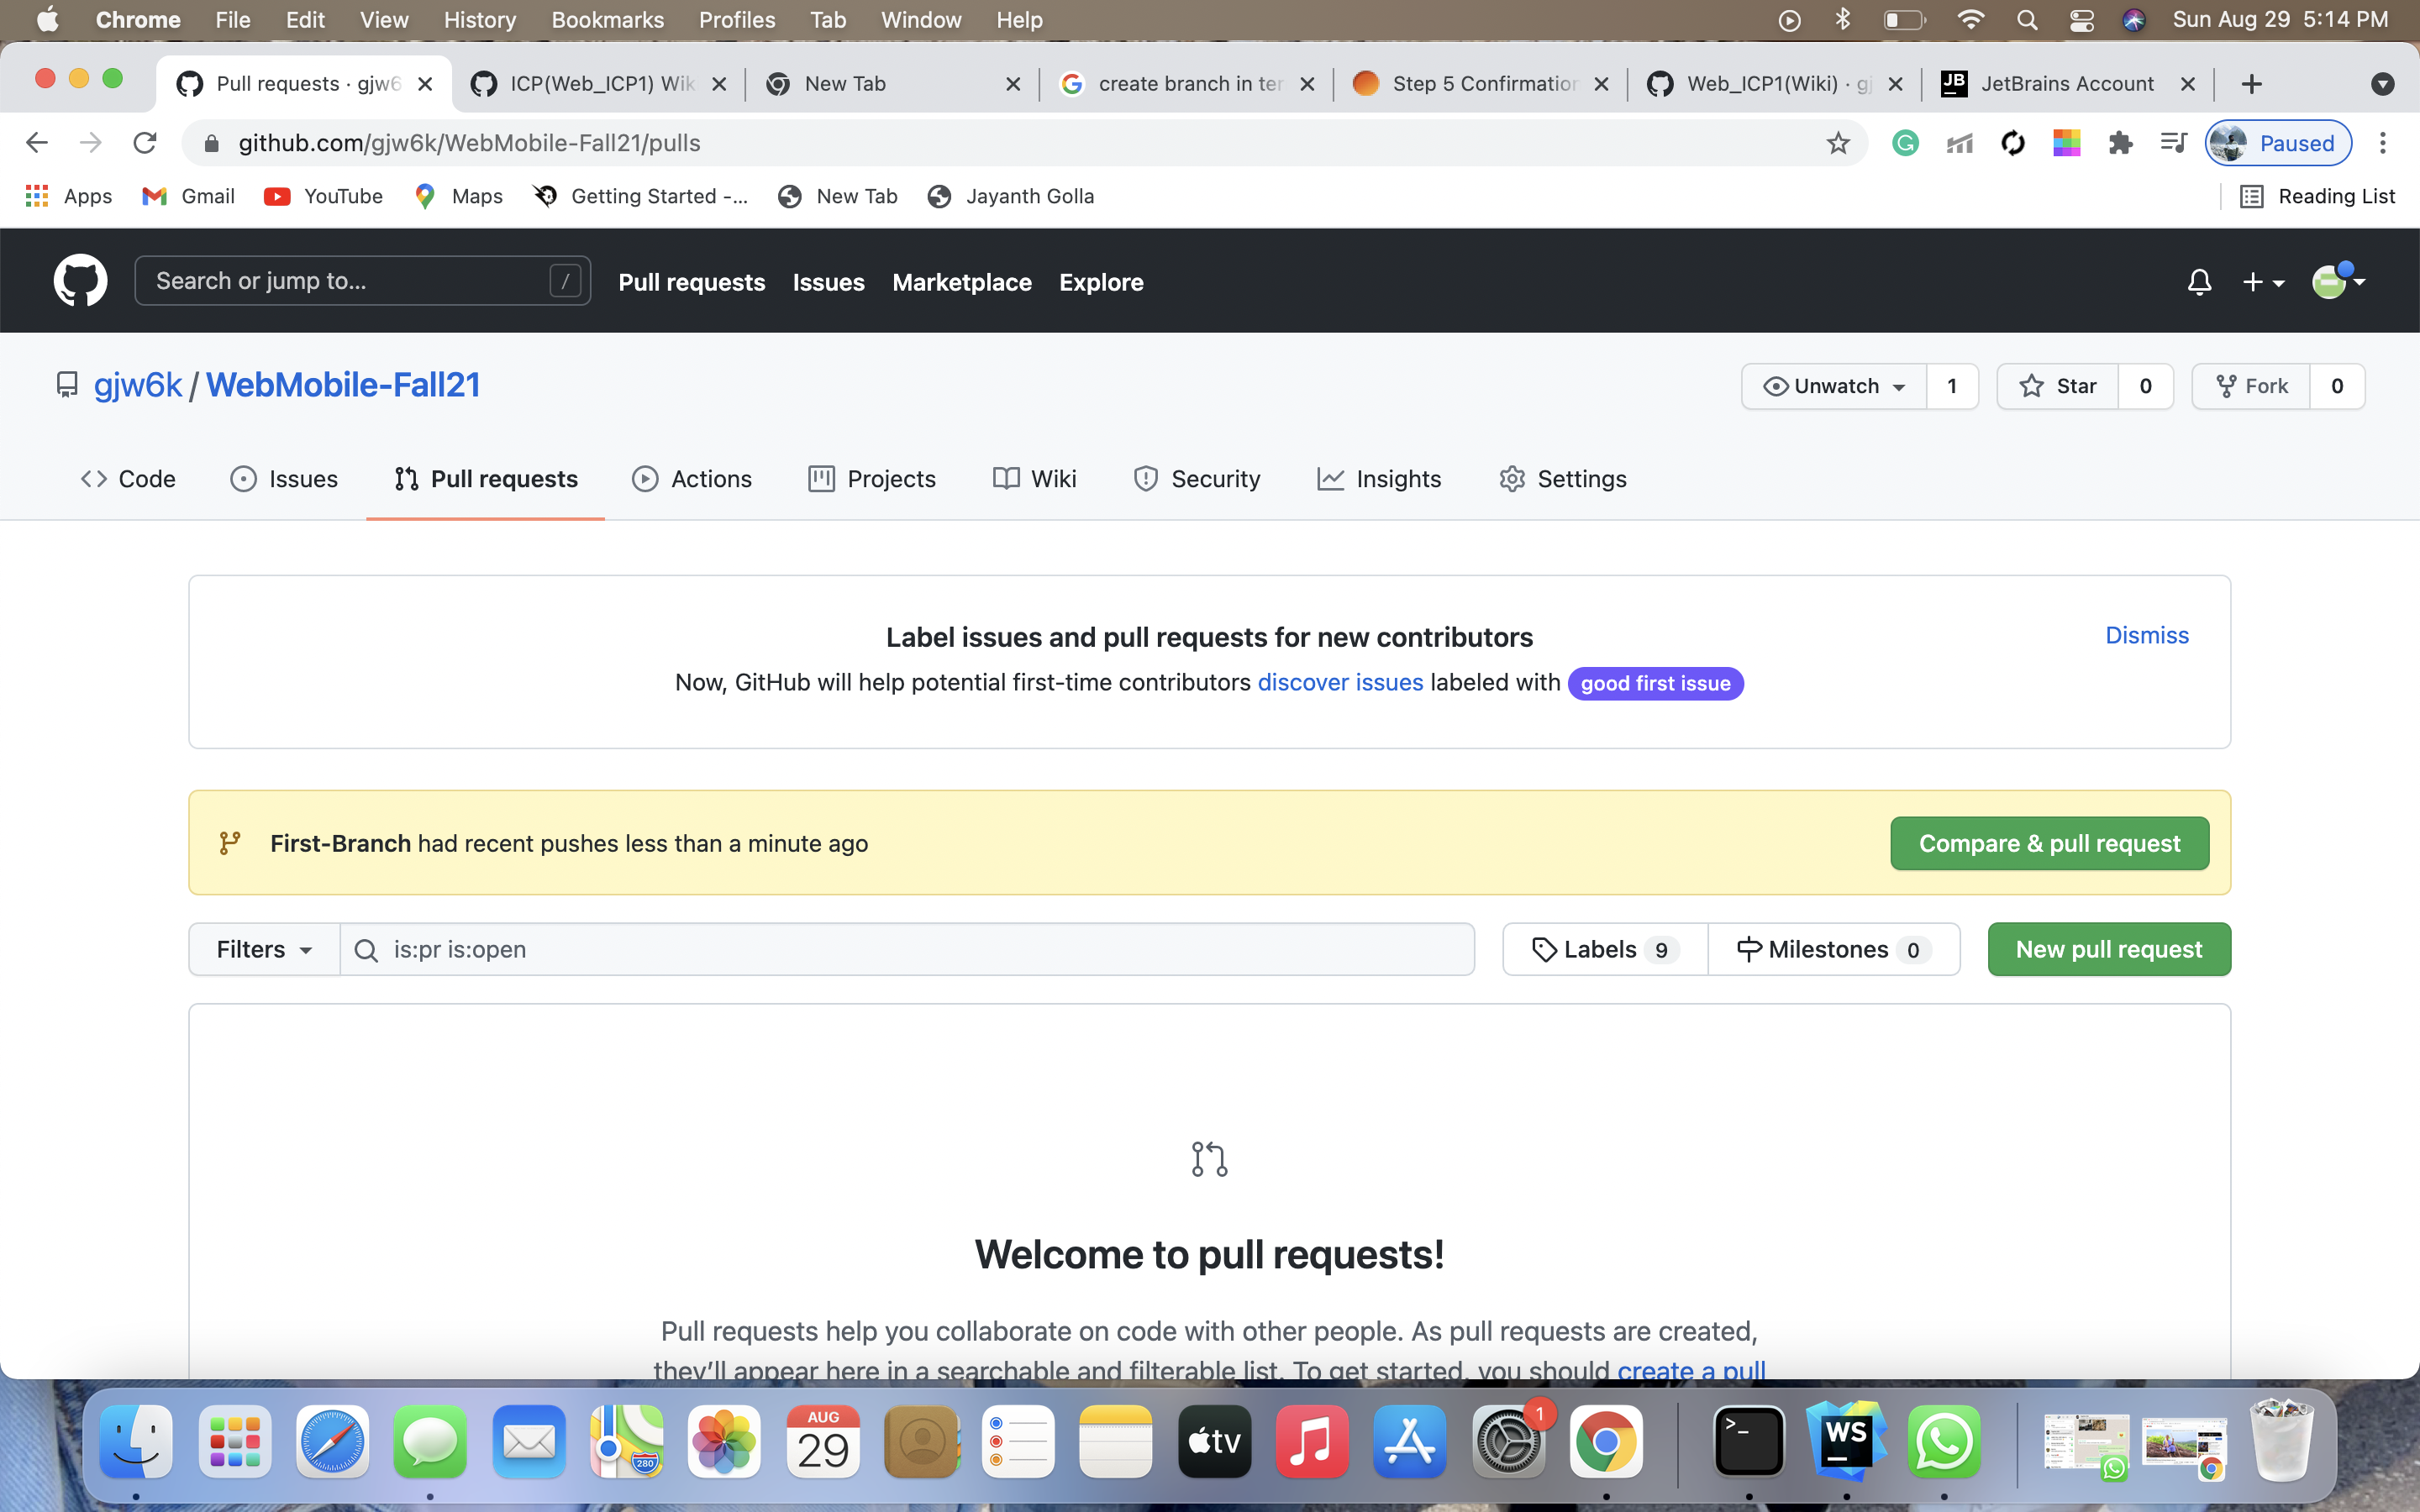 Chrome File Edit View History Bookmarks Profiles Tab Window Help Sun Aug 29 5:14 PM
Pull requests · gjw6 ICP(Web_ICP1) Wik New Tab create branch in ter Step 5 Confirmation Web_ICP1(Wiki) · gj JB JetBrains Account
github.com/gjw6k/WebMobile-Fall21/pulls Paused
Apps Gmail YouTube Maps Getting Started -... New Tab Jayanth Golla Reading List
Search or jump to... / Pull requests Issues Marketplace Explore
gjw6k / WebMobile-Fall21 Unwatch 1 Star 0 Fork 0
Code Issues Pull requests Actions Projects Wiki Security Insights Settings
Label issues and pull requests for new contributors Dismiss
Now, GitHub will help potential first-time contributors discover issues labeled with good first issue
First-Branch had recent pushes less than a minute ago Compare & pull request
Filters is:pr is:open Labels 9 Milestones 0 New pull request
Welcome to pull requests!
Pull requests help you collaborate on code with other people. As pull requests are created,
they’ll appear here in a searchable and filterable list. To get started, you should create a pull
280 AUG 29 tv 1 >_ WS